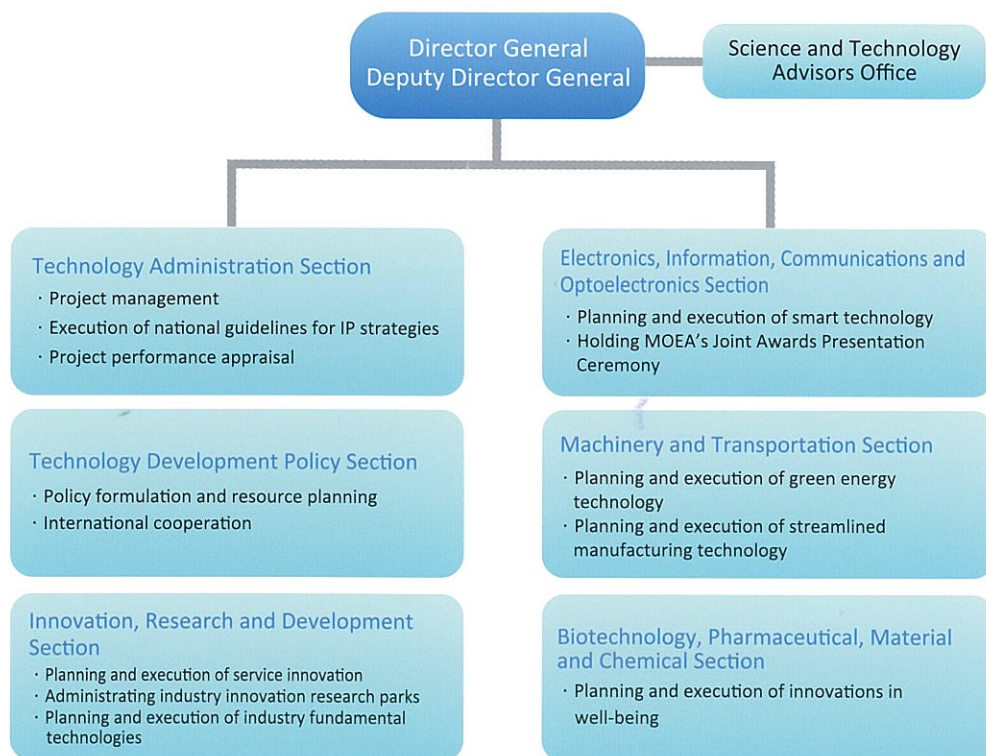 Director General
Deputy Director General
Science and Technology
Advisors Office
Technology Administration Section
· Project management
· Execution of national guidelines for IP strategies
· Project performance appraisal
Technology Development Policy Section
· Policy formulation and resource planning
· International cooperation
Innovation, Research and Development
Section
· Planning and execution of service innovation
· Administrating industry innovation research parks
· Planning and execution of industry fundamental
technologies
Electronics, Information, Communications and
Optoelectronics Section
· Planning and execution of smart technology
· Holding MOEA's Joint Awards Presentation
Ceremony
Machinery and Transportation Section
· Planning and execution of green energy
technology
· Planning and execution of streamlined
manufacturing technology
Biotechnology, Pharmaceutical, Material
and Chemical Section
· Planning and execution of innovations in
well-being